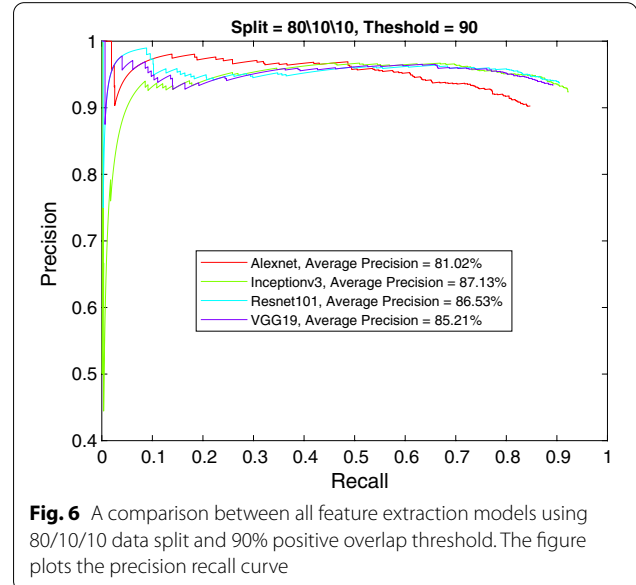 Split = 80\10\10, Theshold = 90
1
0.9
0.8
0.7
0.6
0.5
0.4
Precision
Alexnet, Average Precision = 81.02%
Inceptionv3, Average Precision = 87.13%
Resnet101, Average Precision = 86.53%
VGG19, Average Precision = 85.21%
0 0.1 0.2 0.3 0.4 0.5 0.6 0.7 0.8 0.9 1
Recall
Fig. 6 A comparison between all feature extraction models using
80/10/10 data split and 90% positive overlap threshold. The figure
plots the precision recall curve